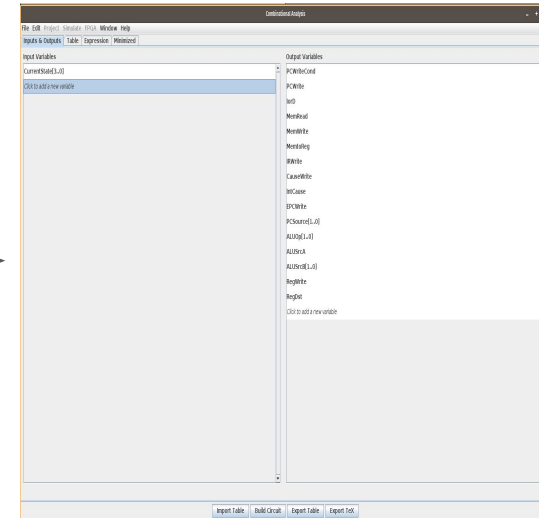 Combinational Analysis
File Edit Project Simulate FPGA Window Help
Inputs & Outputs Table Expression Minimized
Input Variables
CurrentState[3..0]
Click to add a new variable
Output Variables
PCWriteCond
PCWrite
IorD
MemRead
MemWrite
MemtoReg
IRWrite
CauseWrite
IntCause
EPCWrite
PCSource[1..0]
ALUOp[1..0]
ALUSrcA
ALUSrcB[1..0]
RegWrite
RegDst
Click to add a new variable
Import Table Build Circuit Export Table Export TeX